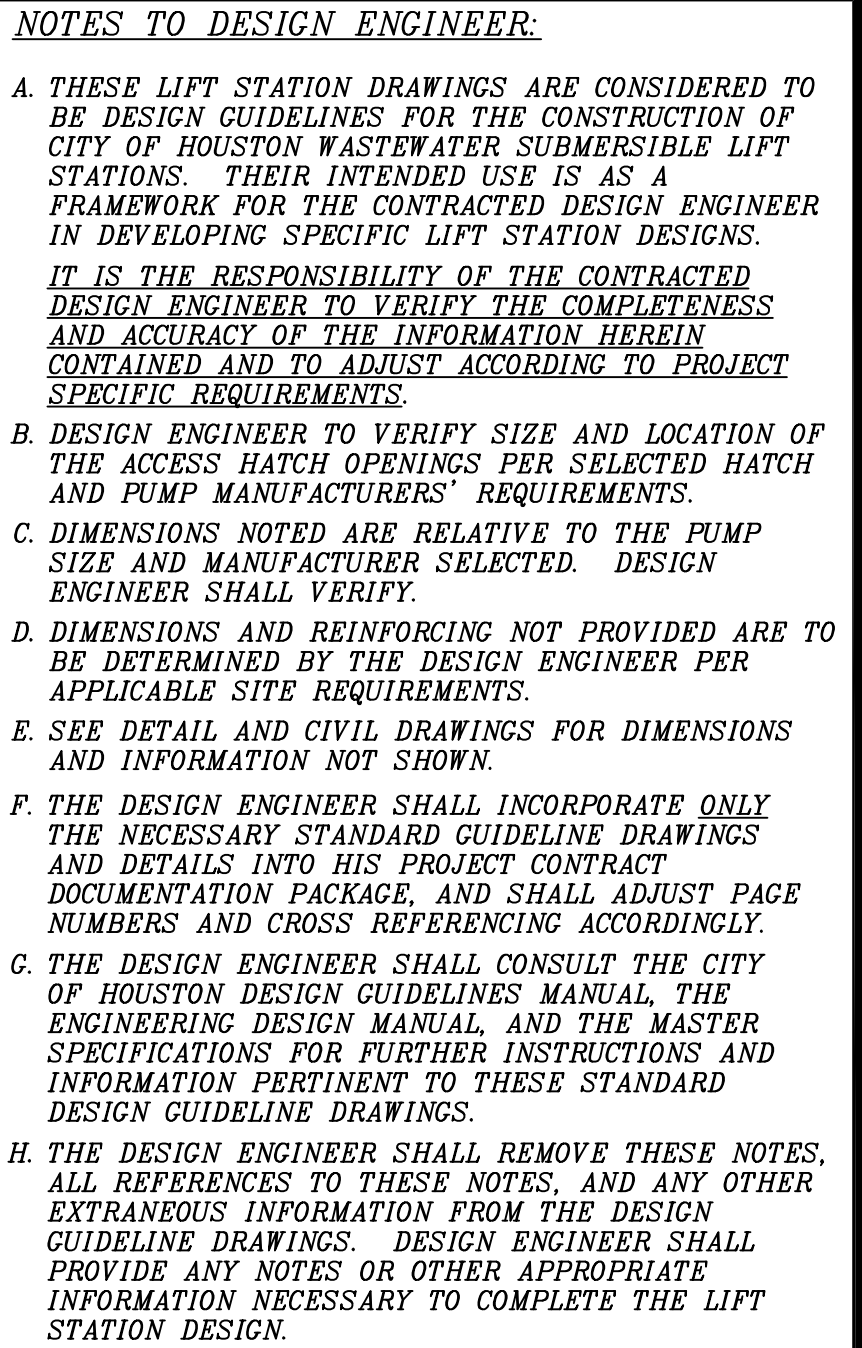 NOTES TO DESIGN ENGINEER:
A. THESE LIFT STATION DRAWINGS ARE CONSIDERED TO
BE DESIGN GUIDELINES FOR THE CONSTRUCTION OF
CITY OF HOUSTON WASTEWATER SUBMERSIBLE LIFT
STATIONS. THEIR INTENDED USE IS AS A
FRAMEWORK FOR THE CONTRACTED DESIGN ENGINEER
IN DEVELOPING SPECIFIC LIFT STATION DESIGNS.
IT IS THE RESPONSIBILITY OF THE CONTRACTED
DESIGN ENGINEER TO VERIFY THE COMPLETENESS
AND ACCURACY OF THE INFORMATION HEREIN
CONTAINED AND TO ADJUST ACCORDING TO PROJECT
SPECIFIC REQUIREMENTS.
B. DESIGN ENGINEER TO VERIFY SIZE AND LOCATION OF
THE ACCESS HATCH OPENINGS PER SELECTED HATCH
AND PUMP MANUFACTURERS' REQUIREMENTS.
C. DIMENSIONS NOTED ARE RELATIVE TO THE PUMP
SIZE AND MANUFACTURER SELECTED. DESIGN
ENGINEER SHALL VERIFY.
D. DIMENSIONS AND REINFORCING NOT PROVIDED ARE TO
BE DETERMINED BY THE DESIGN ENGINEER PER
APPLICABLE SITE REQUIREMENTS.
E. SEE DETAIL AND CIVIL DRAWINGS FOR DIMENSIONS
AND INFORMATION NOT SHOWN.
F. THE DESIGN ENGINEER SHALL INCORPORATE ONLY
THE NECESSARY STANDARD GUIDELINE DRAWINGS
AND DETAILS INTO HIS PROJECT CONTRACT
DOCUMENTATION PACKAGE, AND SHALL ADJUST PAGE
NUMBERS AND CROSS REFERENCING ACCORDINGLY.
G. THE DESIGN ENGINEER SHALL CONSULT THE CITY
OF HOUSTON DESIGN GUIDELINES MANUAL, THE
ENGINEERING DESIGN MANUAL, AND THE MASTER
SPECIFICATIONS FOR FURTHER INSTRUCTIONS AND
INFORMATION PERTINENT TO THESE STANDARD
DESIGN GUIDELINE DRAWINGS.
H. THE DESIGN ENGINEER SHALL REMOVE THESE NOTES,
ALL REFERENCES TO THESE NOTES, AND ANY OTHER
EXTRANEOUS INFORMATION FROM THE DESIGN
GUIDELINE DRAWINGS. DESIGN ENGINEER SHALL
PROVIDE ANY NOTES OR OTHER APPROPRIATE
INFORMATION NECESSARY TO COMPLETE THE LIFT
STATION DESIGN.